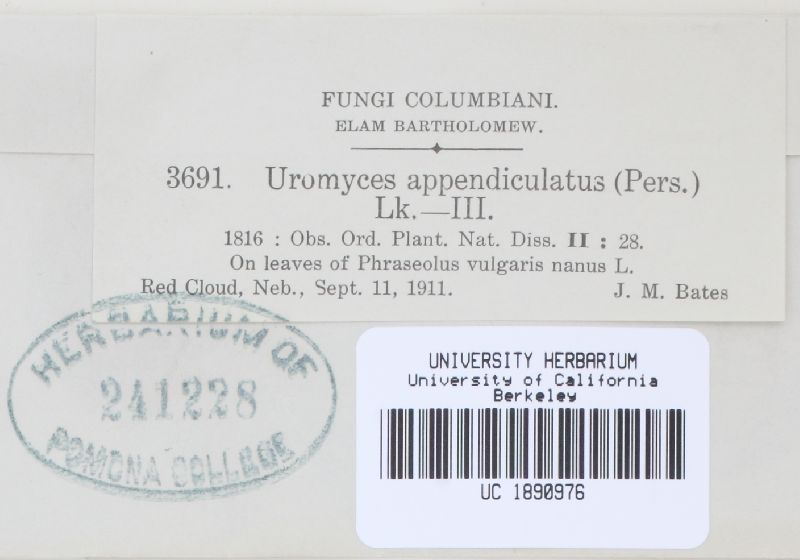 FUNGI COLUMBIANI.
ELAM BARTHOLOMEW.
3691. Uromyces appendiculatus (Pers.)
Lk.—III.
1816 : Obs. Ord. Plant. Nat. Diss. II : 28.
On leaves of Phraseolus vulgaris nanus L.
Red Cloud, Neb., Sept. 11, 1911. J. M. Bates
HERBARIUM OF
241228
POMONA COLLEGE
UNIVERSITY HERBARIUM
University of California
Berkeley
UC 1890976